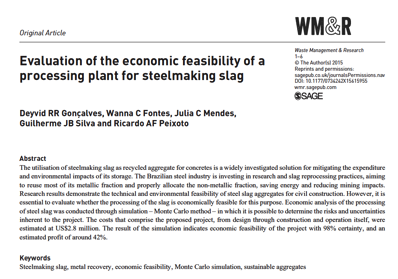 WM&R
Original Article
Waste Management & Research
1–6
© The Author(s) 2015
Reprints and permissions:
sagepub.co.uk/journalsPermissions.nav
DOI: 10.1177/0734242X15615955
wmr.sagepub.com
SAGE
Evaluation of the economic feasibility of a
processing plant for steelmaking slag
Deyvid RR Gonçalves, Wanna C Fontes, Julia C Mendes,
Guilherme JB Silva and Ricardo AF Peixoto
Abstract
The utilisation of steelmaking slag as recycled aggregate for concretes is a widely investigated solution for mitigating the expenditure
and environmental impacts of its storage. The Brazilian steel industry is investing in research and slag reprocessing activities, aiming
to reuse most of its metallic fraction and properly allocate the non-metallic fraction, saving energy and reducing mining impacts.
Research results demonstrate the technical and environmental feasibility of steel slag aggregates for civil construction. However, it is
essential to evaluate whether the processing of the slag is economically feasible for this purpose. Economic analysis of the processing
of steel slag was conducted through simulation – Monte Carlo method – in which it is possible to determine the risks and uncertainties
inherent to the project. The costs that comprise the proposed project, from design through construction and operation itself, were
estimated at US$2.8 million. The result of the simulation indicates economic feasibility of the project with 98% certainty, and an
estimated profit of around 42%.
Keywords
Steelmaking slag, metal recovery, economic feasibility, Monte Carlo simulation, sustainable aggregates